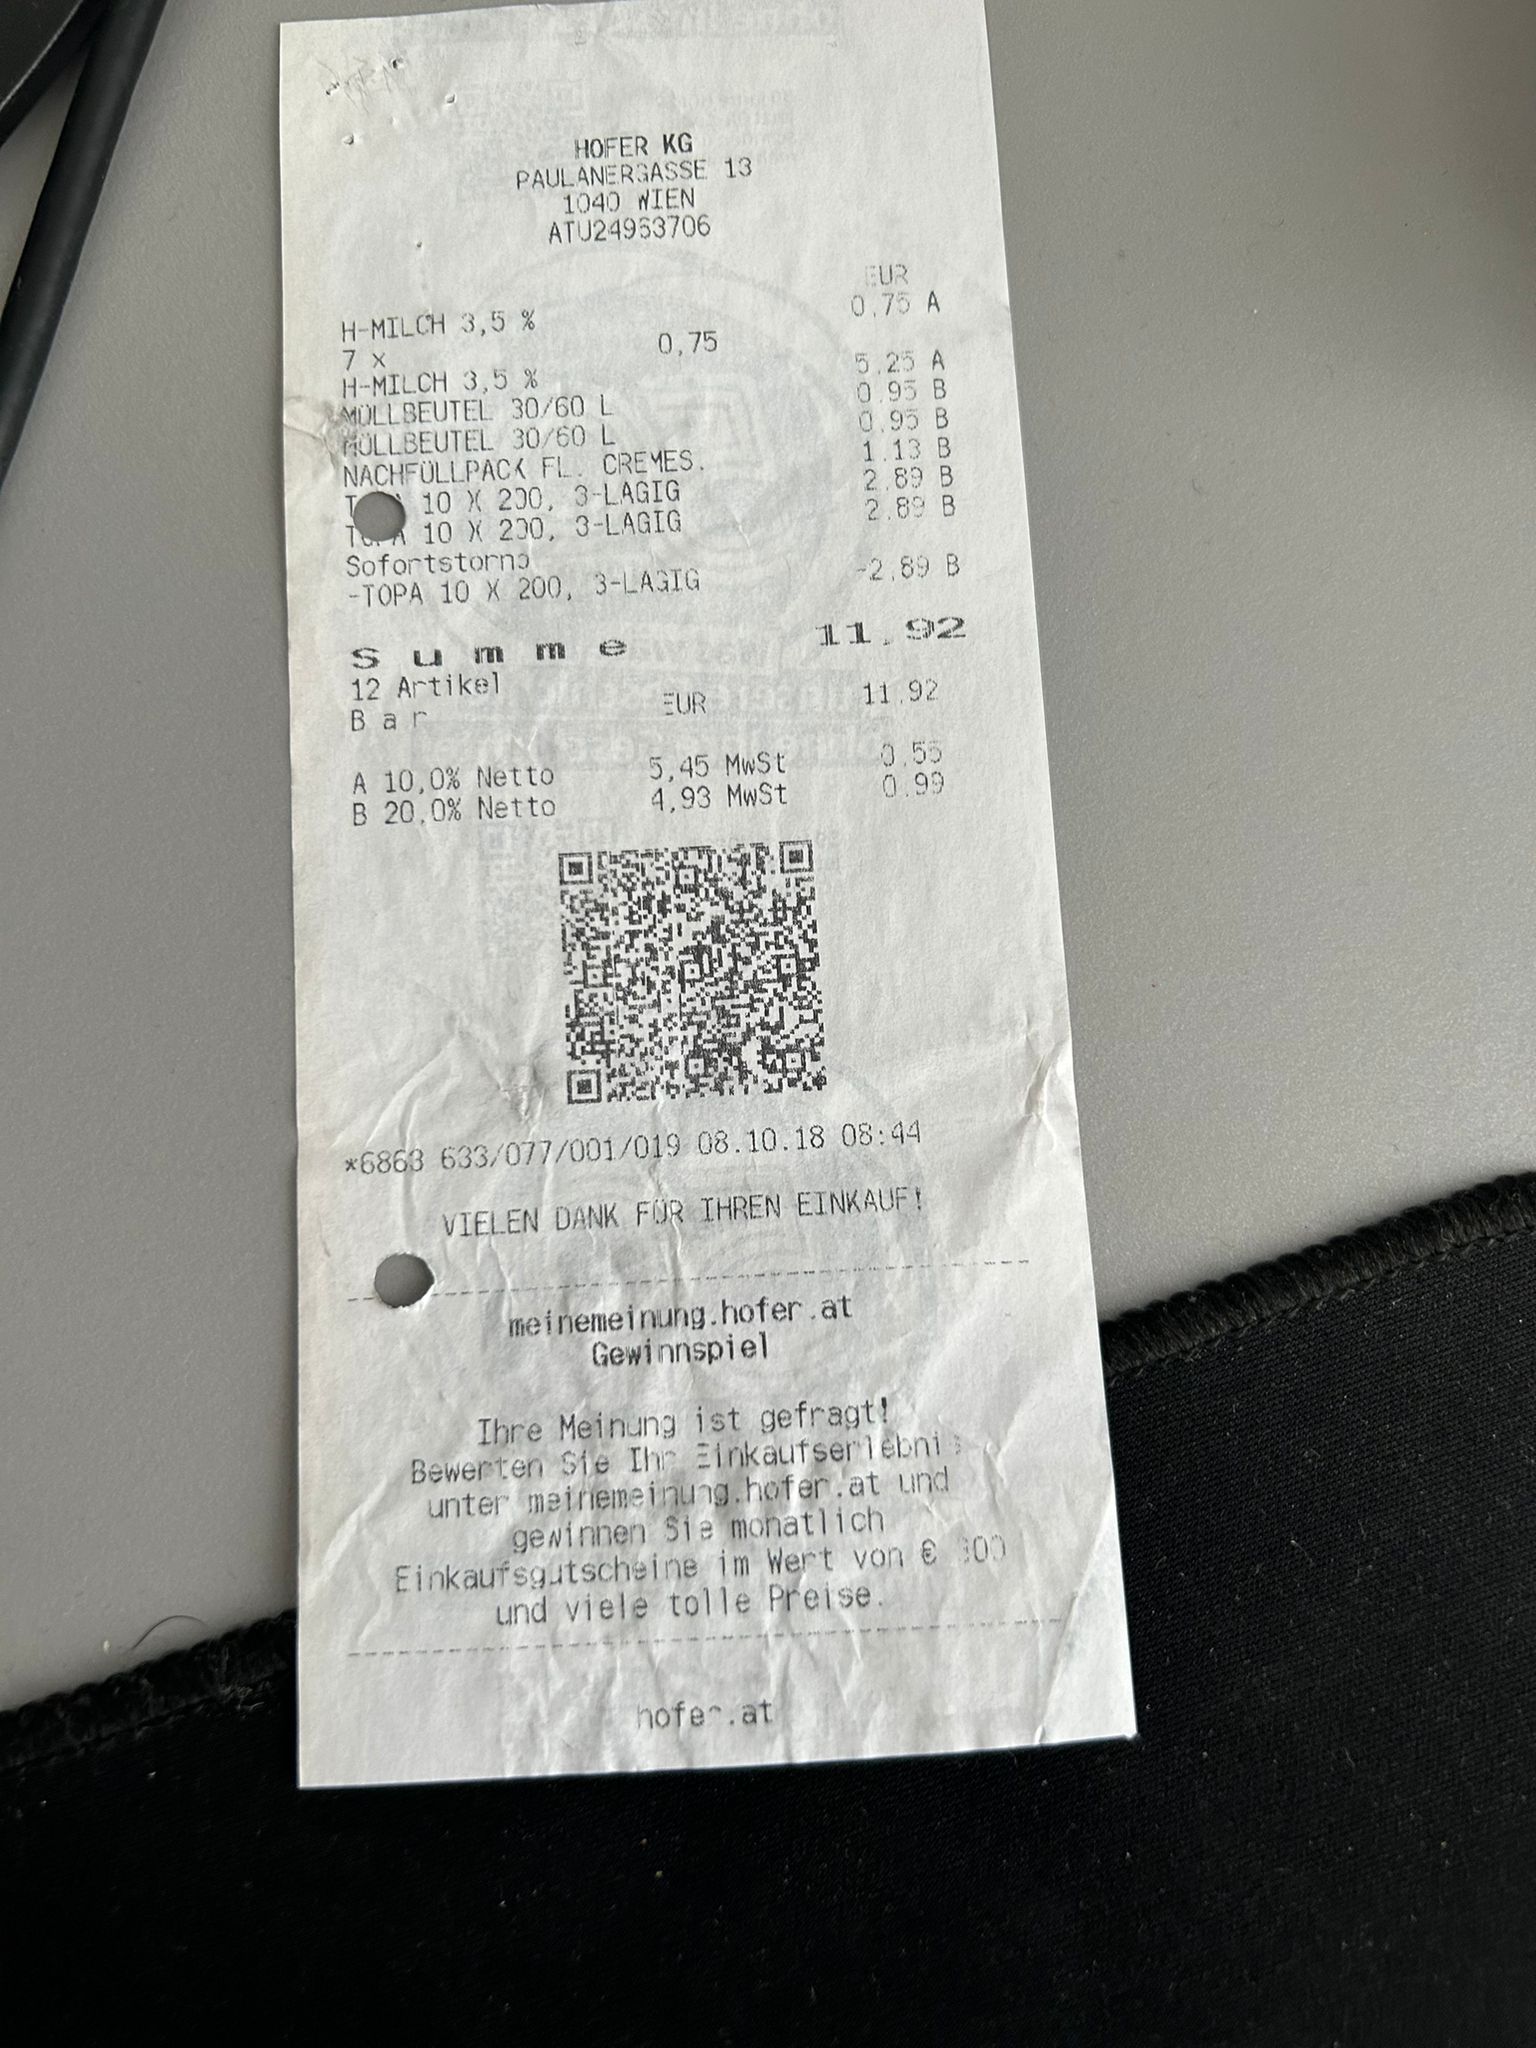 HOFER KG
PAULANERGASSE 13
1040 WIEN
ATU24963706
EUR
H-MILCH 3,5 % 0,75 A
7 x 0,75
H-MILCH 3,5 % 5,25 A
MÜLLBEUTEL 30/60 L 0,95 B
MÜLLBEUTEL 30/60 L 0,95 B
NACHFÜLLPACK FL. CREMES. 1,13 B
10 X 200, 3-LAGIG 2,89 B
TOPA 10 X 200, 3-LAGIG 2,89 B
Sofortstorno
-TOPA 10 X 200, 3-LAGIG -2,89 B
Summe 11,92
12 Artikel
Bar EUR 11,92
A 10,0% Netto 5,45 MwSt 0,55
B 20,0% Netto 4,93 MwSt 0,99
*6863 633/077/001/019 08.10.18 08:44
VIELEN DANK FÜR IHREN EINKAUF!
meinemeinung.hofer.at
Gewinnspiel
Ihre Meinung ist gefragt!
Bewerten Sie Ihr Einkaufserlebnis
unter meinemeinung.hofer.at und
gewinnen Sie monatlich
Einkaufsgutscheine im Wert von €
und viele tolle Preise.
hofer.at